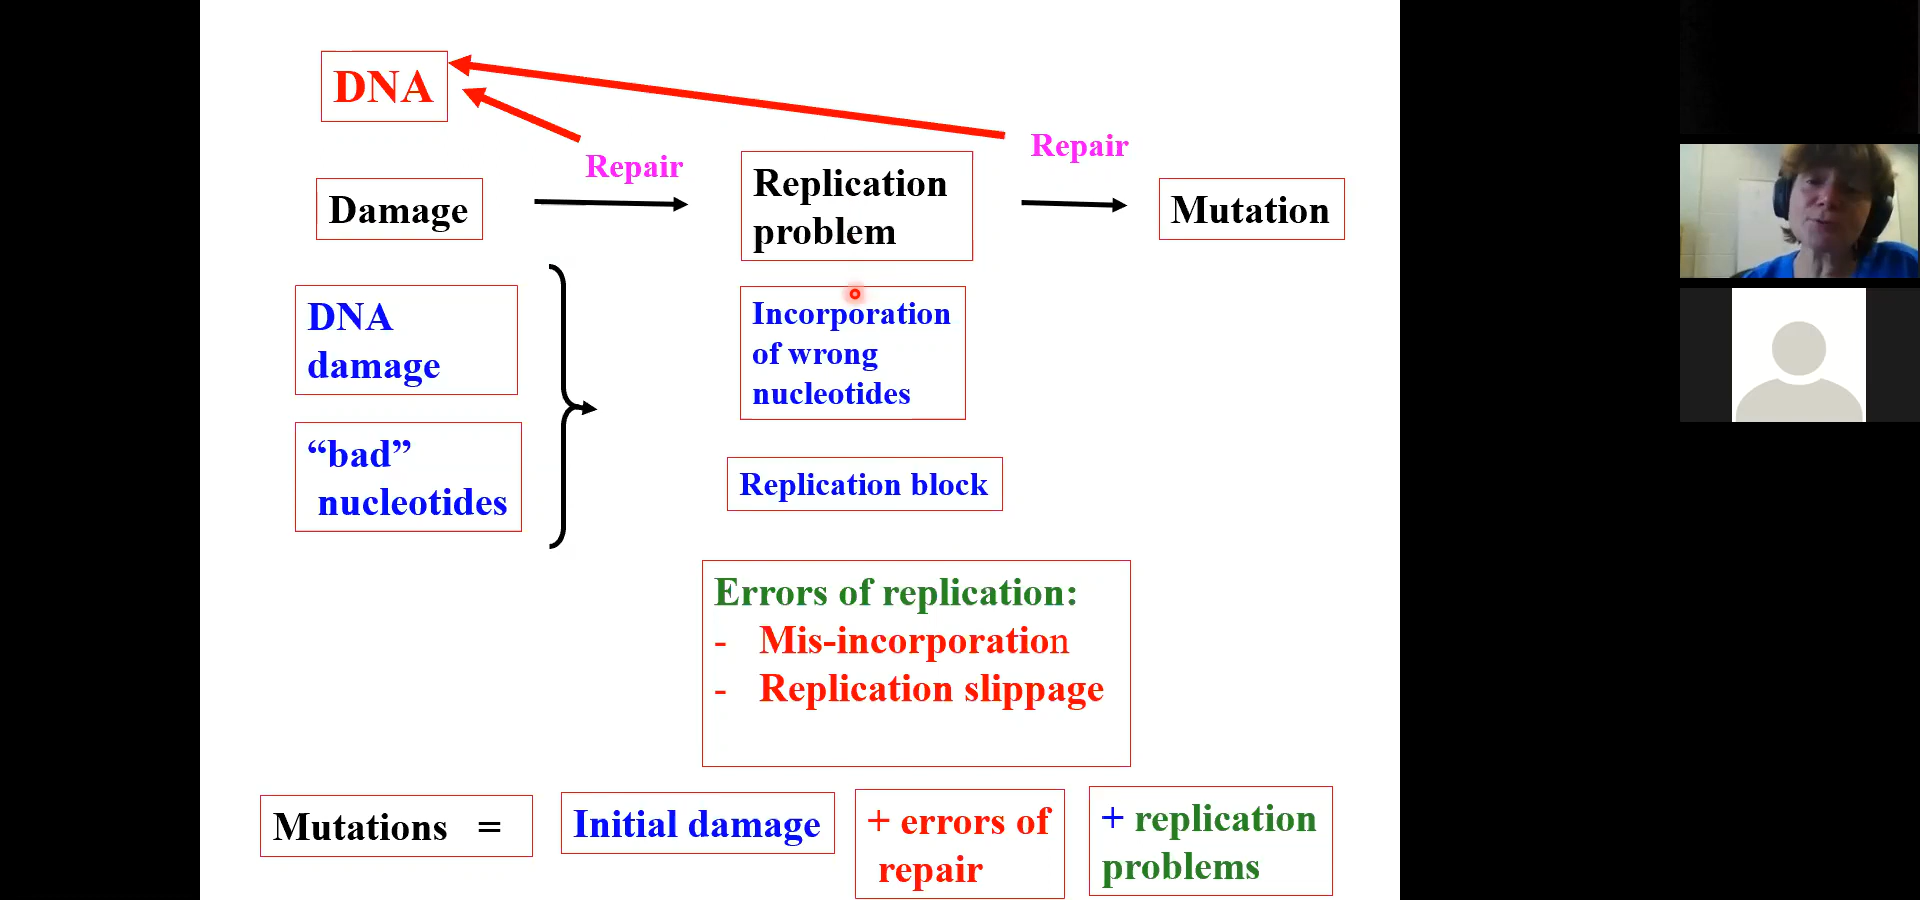 DNA
Repair
Repair
Damage
Replication
problem
Mutation
DNA
damage
Incorporation
of wrong
nucleotides
“bad”
nucleotides
Replication block
Errors of replication:
- Mis-incorporation
- Replication slippage
Mutations =
Initial damage
+ errors of
repair
+ replication
problems